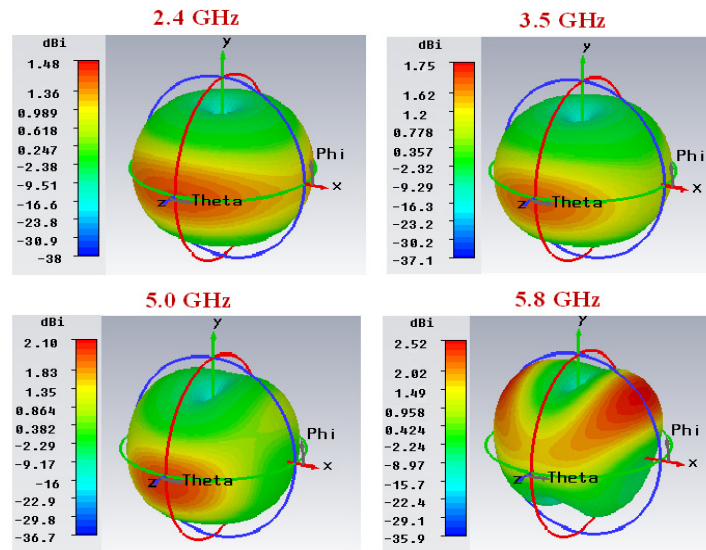 2.4 GHz
dBi
1.48
1.36
0.989
0.618
0.247
-2.38
-9.51
-16.6
-23.8
-30.9
-38
y
Phi
x
z
Theta
3.5 GHz
dBi
1.75
1.62
1.2
0.778
0.357
-2.32
-9.29
-16.3
-23.2
-30.2
-37.1
y
Phi
x
z
Theta
5.0 GHz
dBi
2.10
1.83
1.35
0.864
0.382
-2.29
-9.17
-16
-22.9
-29.8
-36.7
y
Phi
x
z
Theta
5.8 GHz
dBi
2.52
2.02
1.49
0.958
0.424
-2.24
-8.97
-15.7
-22.4
-29.1
-35.9
y
Phi
x
z
Theta